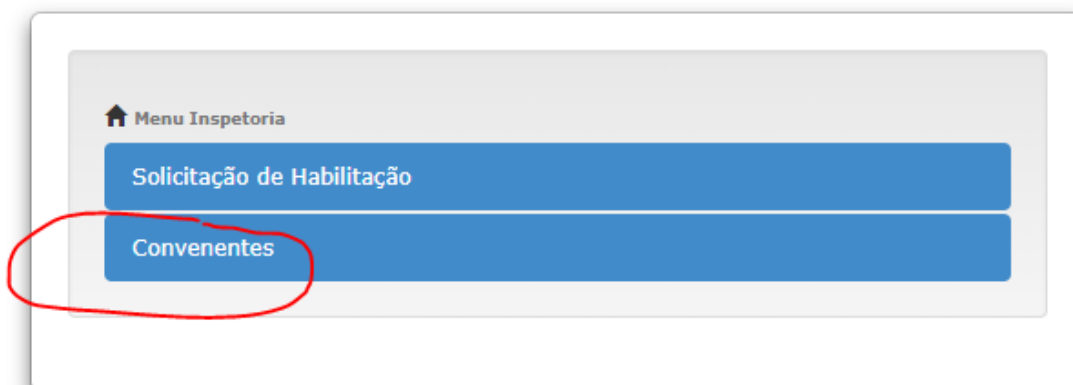 Menu Inspetoria
Solicitação de Habilitação
Convenentes